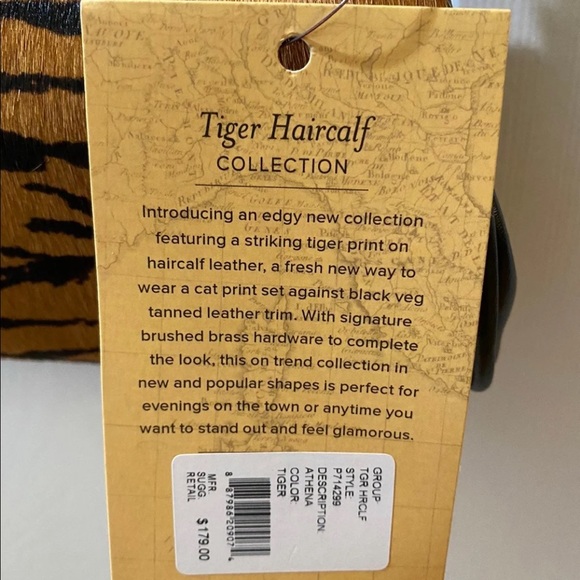 Tiger Haircalf
COLLECTION
Introducing an edgy new collection
featuring a striking tiger print on
haircalf leather, a fresh new way to
wear a cat print set against black veg
tanned leather trim. With signature
brushed brass hardware to complete
the look, this on trend collection in
new and popular shapes is perfect for
evenings on the town or anytime you
want to stand out and feel glamorous.
GROUP
TGR HRCLF
STYLE:
P714299
DESCRIPTION:
ATHENA
COLOR:
TIGER
8 87986 20907 4
MFR.
SUGG.
RETAIL
$179.00